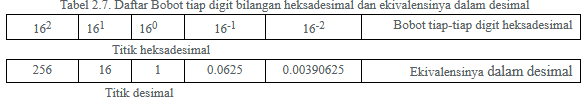 Tabel 2.7. Daftar Bobot tiap digit bilangan heksadesimal dan ekivalensinya dalam desimal
16² 16¹ 16⁰ 16⁻¹ 16⁻² Bobot tiap-tiap digit heksadesimal
Titik heksadesimal
256 16 1 0.0625 0.00390625 Ekivalensinya dalam desimal
Titik desimal